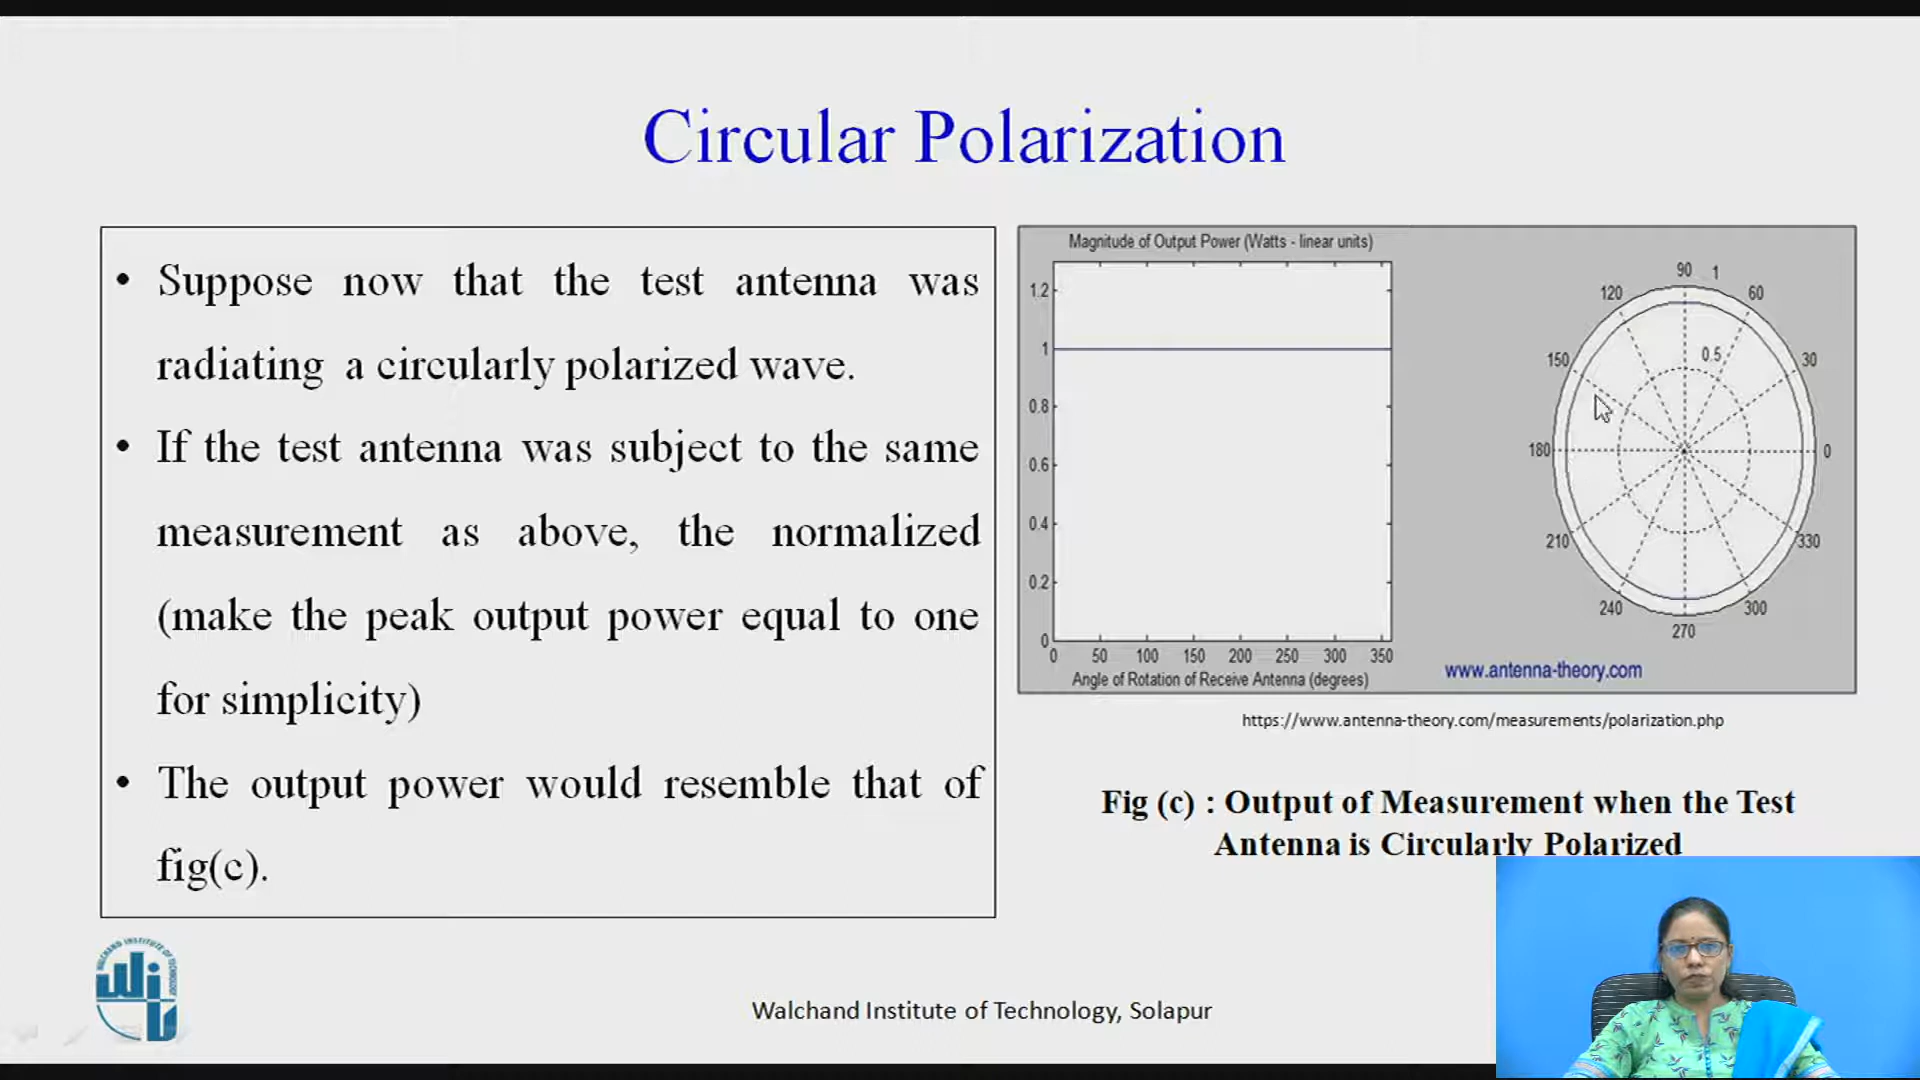 Circular Polarization
• Suppose now that the test antenna was
radiating a circularly polarized wave.
• If the test antenna was subject to the same
measurement as above, the normalized
(make the peak output power equal to one
for simplicity)
• The output power would resemble that of
fig(c).
Magnitude of Output Power (Watts - linear units)
1.2
1
0.8
0.6
0.4
0.2
0
0 50 100 150 200 250 300 350
Angle of Rotation of Receive Antenna (degrees)
90 1
120 60
150 0.5 30
180 0
210 330
240 300
270
www.antenna-theory.com
https://www.antenna-theory.com/measurements/polarization.php
Fig (c) : Output of Measurement when the Test
Antenna is Circularly Polarized
WALCHAND INSTITUTE OF TECHNOLOGY, SOLAPUR
WIT
Walchand Institute of Technology, Solapur